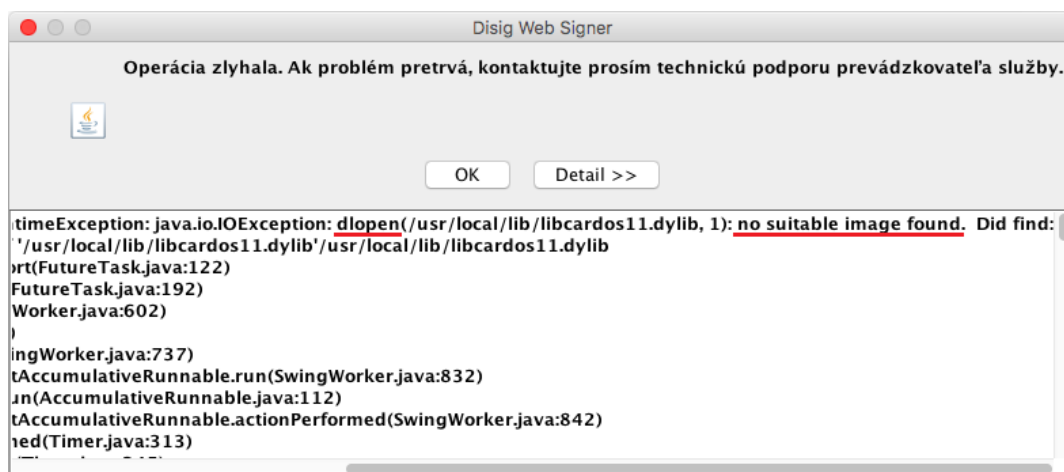 Disig Web Signer
Operácia zlyhala. Ak problém pretrvá, kontaktujte prosím technickú podporu prevádzkovateľa služby.
OK
Detail >>
timeException: java.io.IOException: dlopen(/usr/local/lib/libcardos11.dylib, 1): no suitable image found. Did find:
'/usr/local/lib/libcardos11.dylib'/usr/local/lib/libcardos11.dylib
ort(FutureTask.java:122)
FutureTask.java:192)
Worker.java:602)
)
ingWorker.java:737)
tAccumulativeRunnable.run(SwingWorker.java:832)
un(AccumulativeRunnable.java:112)
tAccumulativeRunnable.actionPerformed(SwingWorker.java:842)
ned(Timer.java:313)